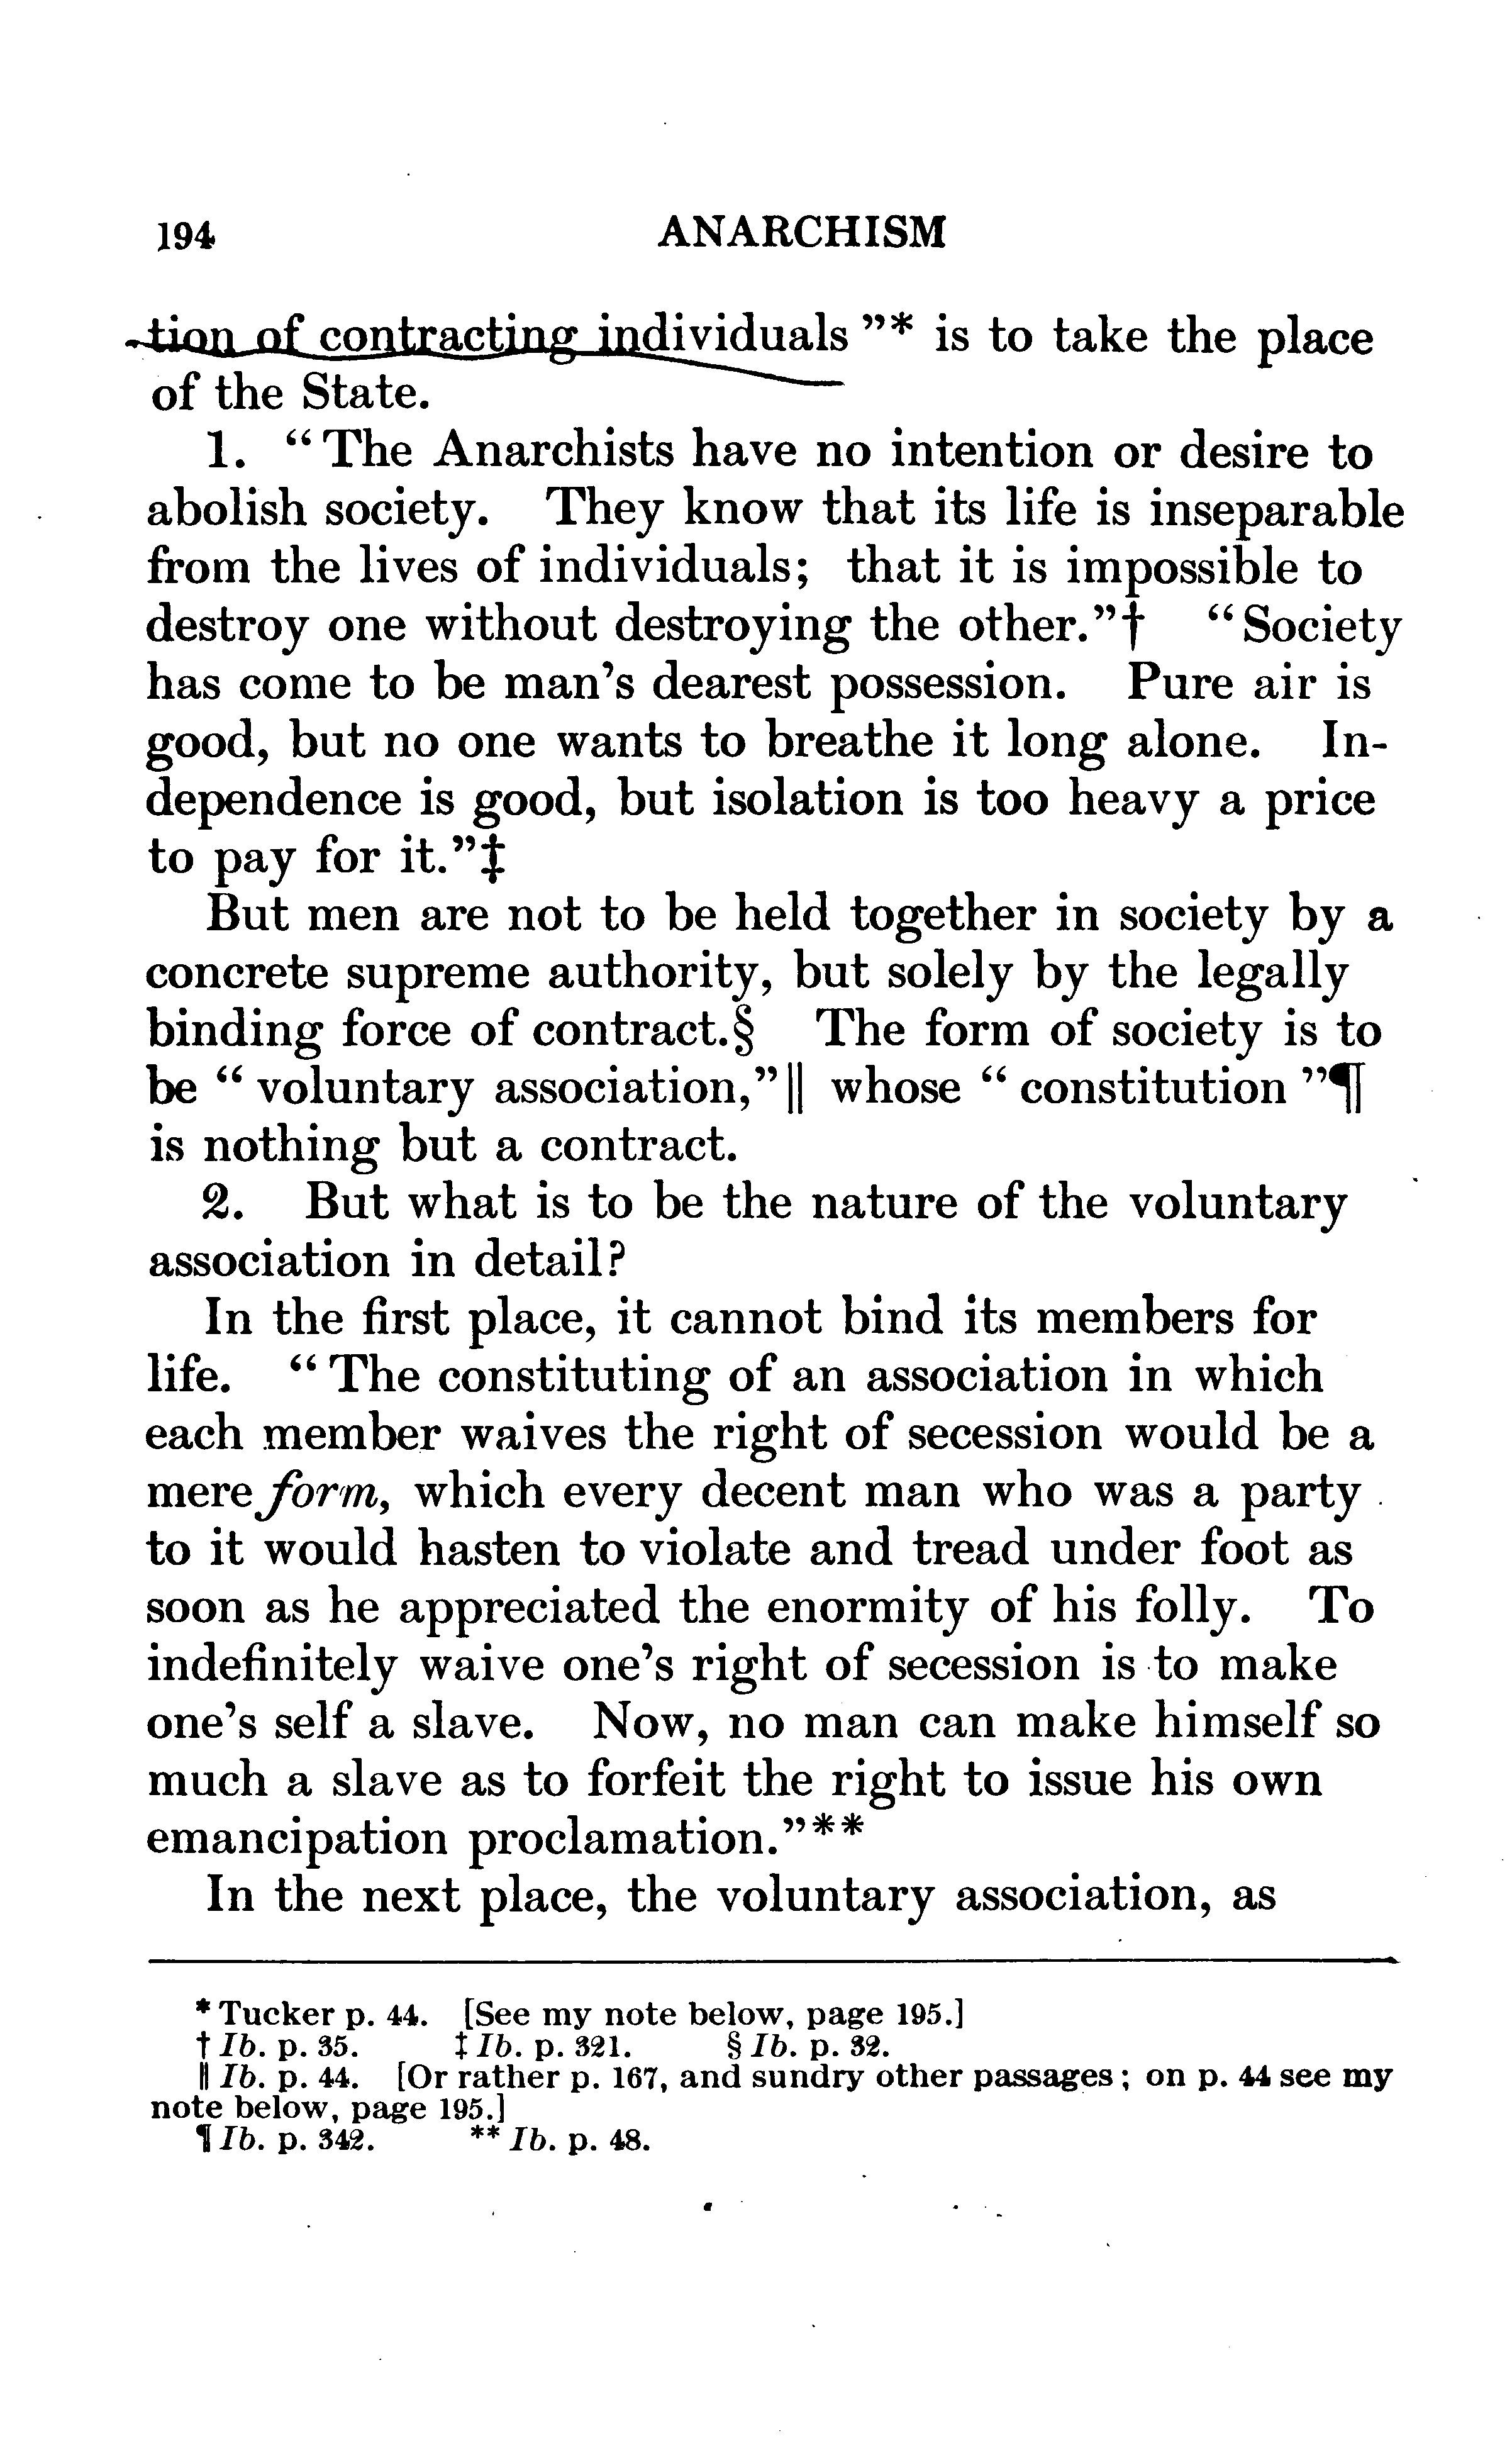 194 ANARCHISM
tion of contracting individuals ”* is to take the place
of the State.
1. “ The Anarchists have no intention or desire to
abolish society. They know that its life is inseparable
from the lives of individuals; that it is impossible to
destroy one without destroying the other.”† “ Society
has come to be man’s dearest possession. Pure air is
good, but no one wants to breathe it long alone. In-
dependence is good, but isolation is too heavy a price
to pay for it.”‡
But men are not to be held together in society by a
concrete supreme authority, but solely by the legally
binding force of contract.§ The form of society is to
be “ voluntary association,”‖ whose “ constitution ”¶
is nothing but a contract.
2. But what is to be the nature of the voluntary
association in detail?
In the first place, it cannot bind its members for
life. “ The constituting of an association in which
each member waives the right of secession would be a
mere form, which every decent man who was a party
to it would hasten to violate and tread under foot as
soon as he appreciated the enormity of his folly. To
indefinitely waive one’s right of secession is to make
one’s self a slave. Now, no man can make himself so
much a slave as to forfeit the right to issue his own
emancipation proclamation.”**
In the next place, the voluntary association, as
* Tucker p. 44. [See my note below, page 195.]
† Ib. p. 35. ‡ Ib. p. 321. § Ib. p. 32.
‖ Ib. p. 44. [Or rather p. 167, and sundry other passages ; on p. 44 see my
note below, page 195.]
¶ Ib. p. 342. ** Ib. p. 48.